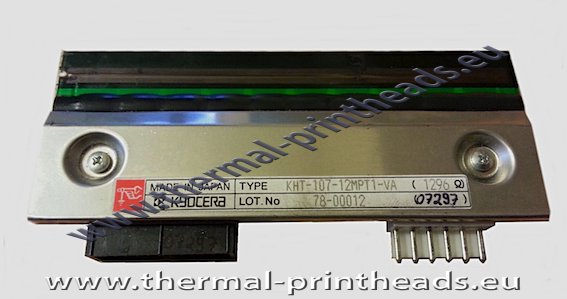 www.thermal-printheads.eu
MADE IN JAPAN TYPE KHT-107-12MPT1-VA ( 1296 Ω)
KYOCERA LOT.No 78-00012 (07297)
07297
www.thermal-printheads.eu